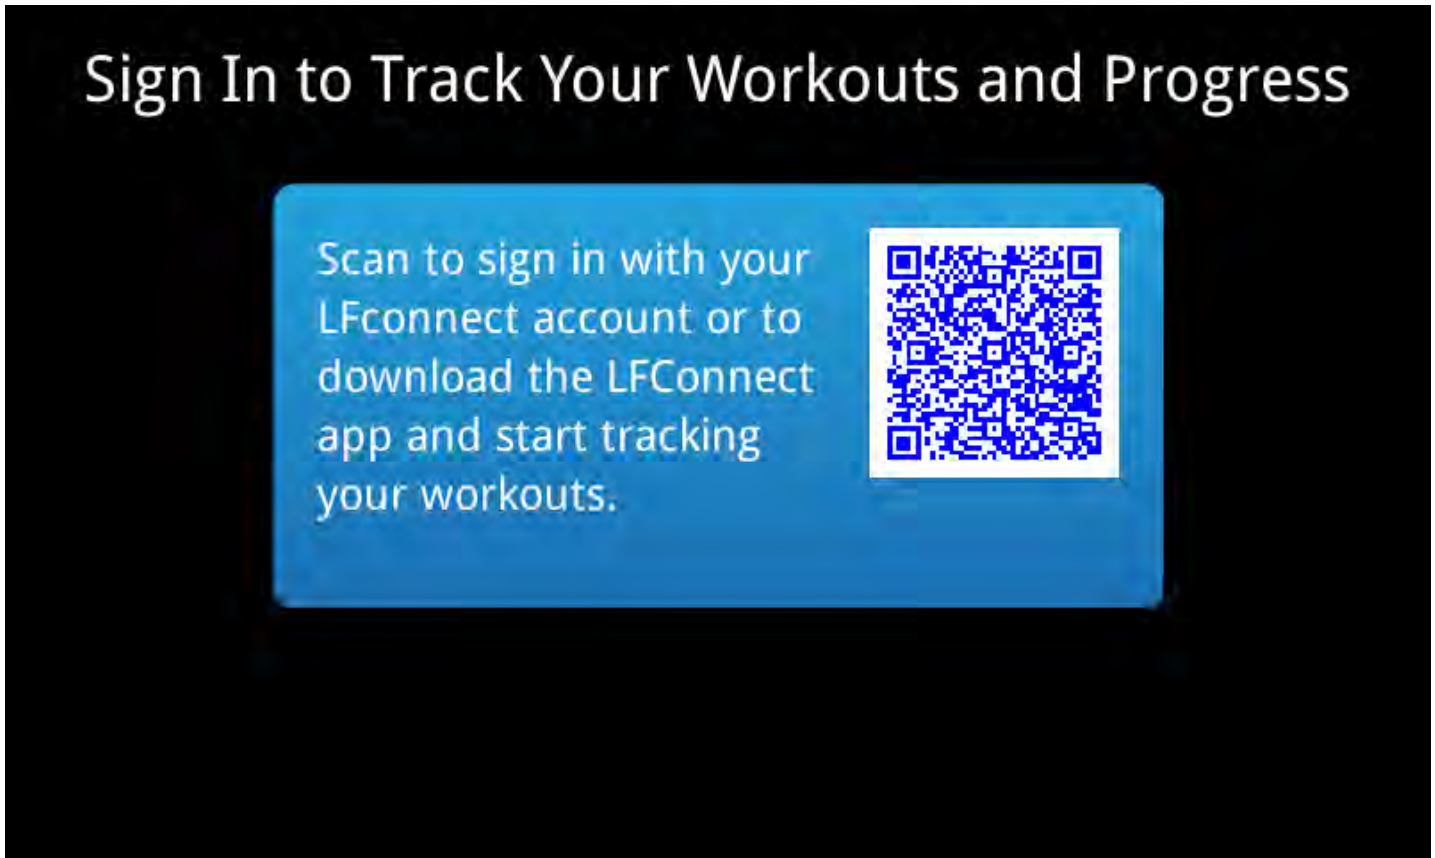 Sign In to Track Your Workouts and Progress
Scan to sign in with your
LFconnect account or to
download the LFConnect
app and start tracking
your workouts.